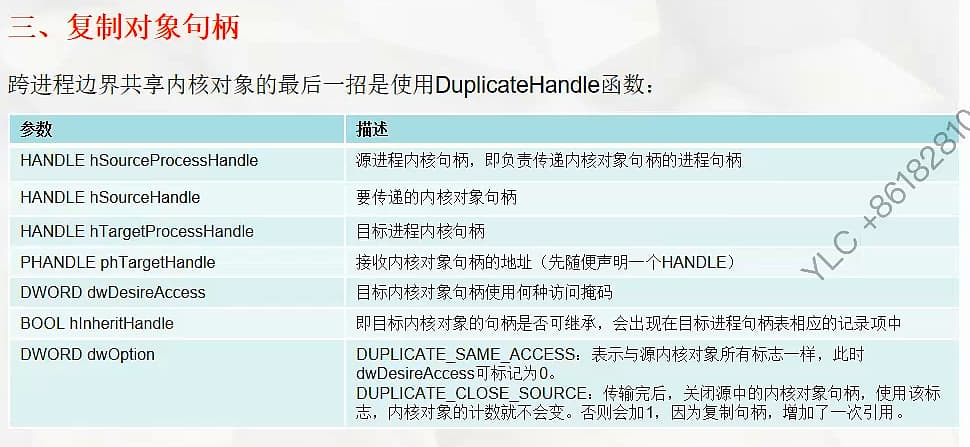 三、复制对象句柄
跨进程边界共享内核对象的最后一招是使用DuplicateHandle函数：
参数 描述
HANDLE hSourceProcessHandle 源进程内核句柄，即负责传递内核对象句柄的进程句柄
HANDLE hSourceHandle 要传递的内核对象句柄
HANDLE hTargetProcessHandle 目标进程内核句柄
PHANDLE phTargetHandle 接收内核对象句柄的地址（先随便声明一个HANDLE）
DWORD dwDesireAccess 目标内核对象句柄使用何种访问掩码
BOOL hInheritHandle 即目标内核对象的句柄是否可继承，会出现在目标进程句柄表相应的记录项中
DWORD dwOption DUPLICATE_SAME_ACCESS：表示与源内核对象所有标志一样，此时
dwDesireAccess可标记为0。
DUPLICATE_CLOSE_SOURCE：传输完后，关闭源中的内核对象句柄，使用该标
志，内核对象的计数就不会变。否则会加1，因为复制句柄，增加了一次引用。
YLC +86182810